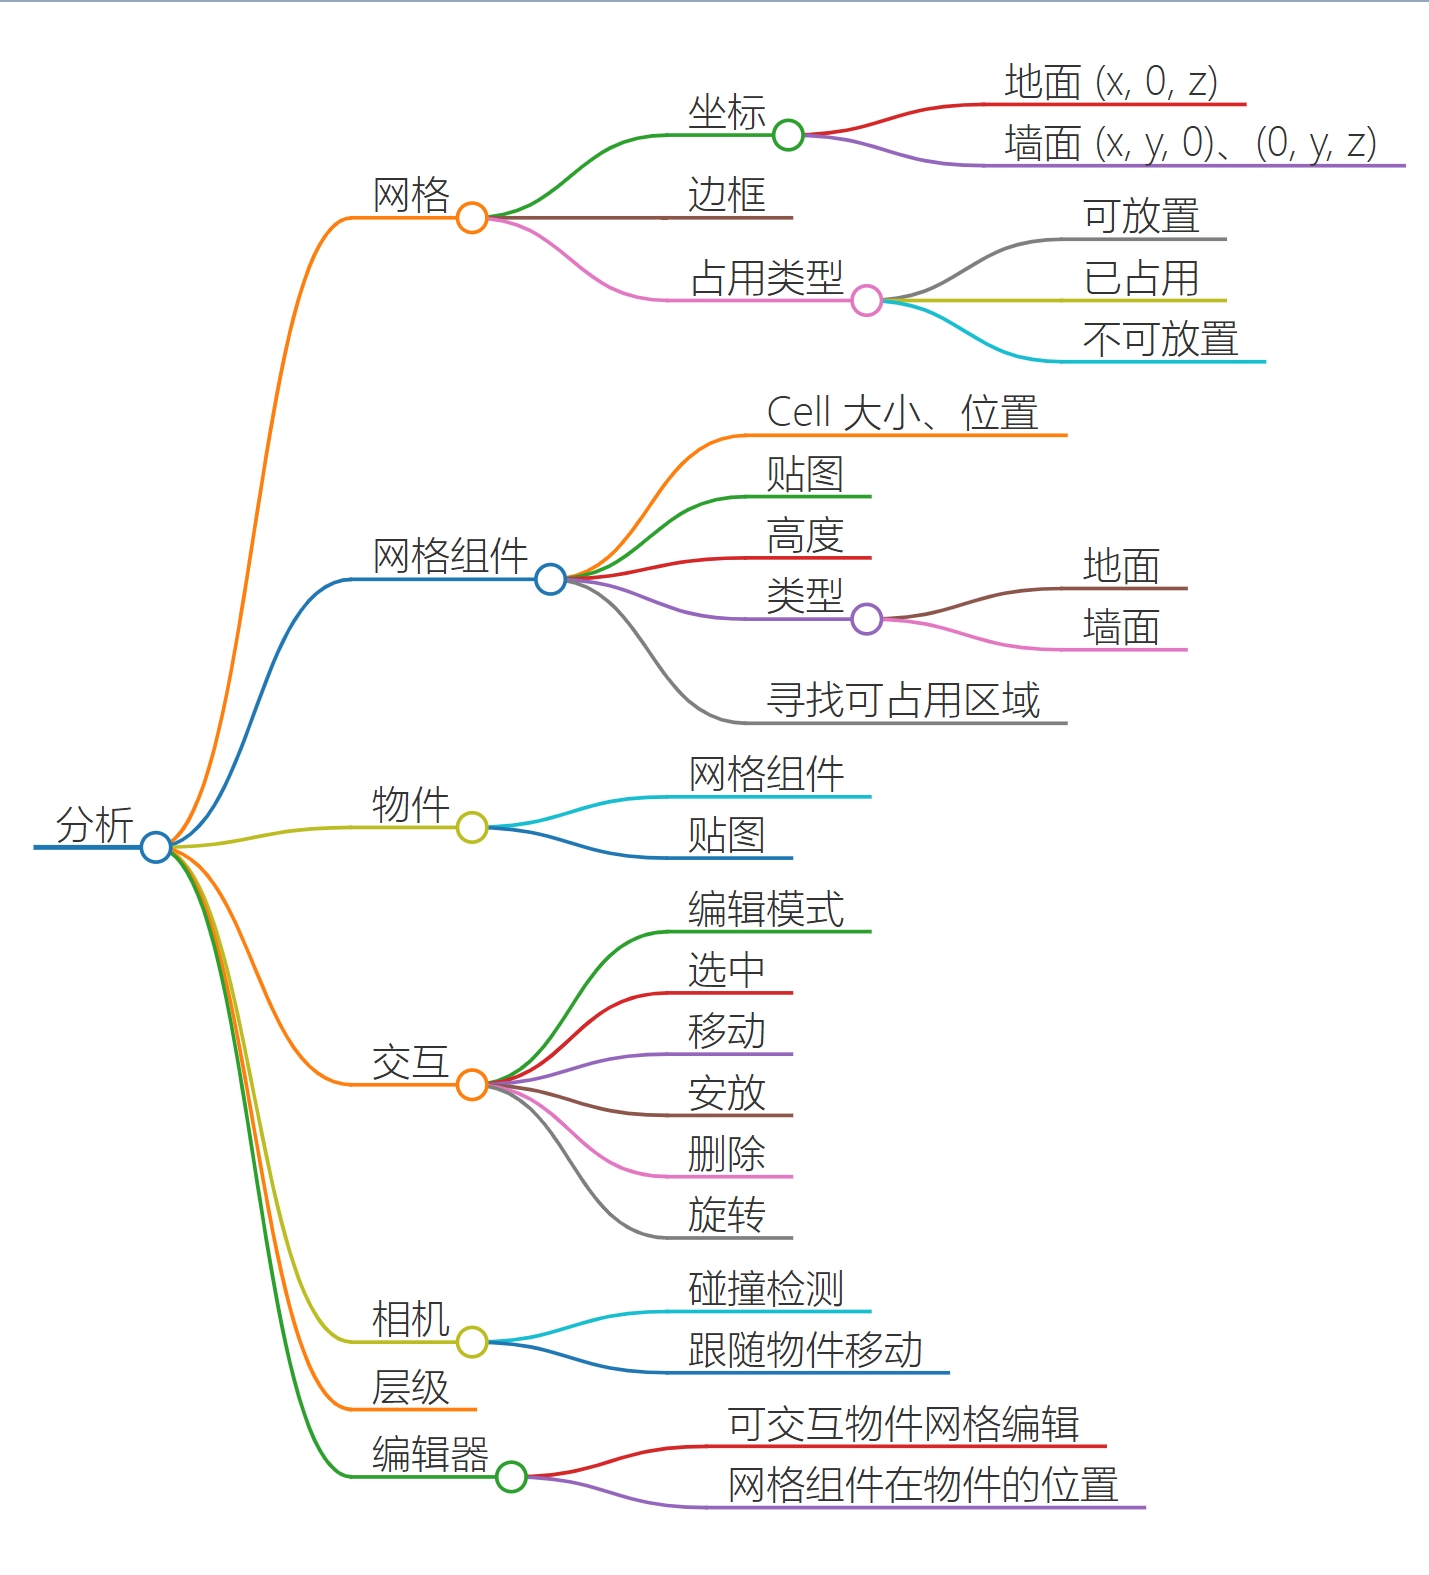 分析
网格
坐标
地面 (x, 0, z)
墙面 (x, y, 0)、(0, y, z)
边框
占用类型
可放置
已占用
不可放置
网格组件
Cell 大小、位置
贴图
高度
类型
地面
墙面
寻找可占用区域
物件
网格组件
贴图
交互
编辑模式
选中
移动
安放
删除
旋转
相机
碰撞检测
跟随物件移动
层级
编辑器
可交互物件网格编辑
网格组件在物件的位置